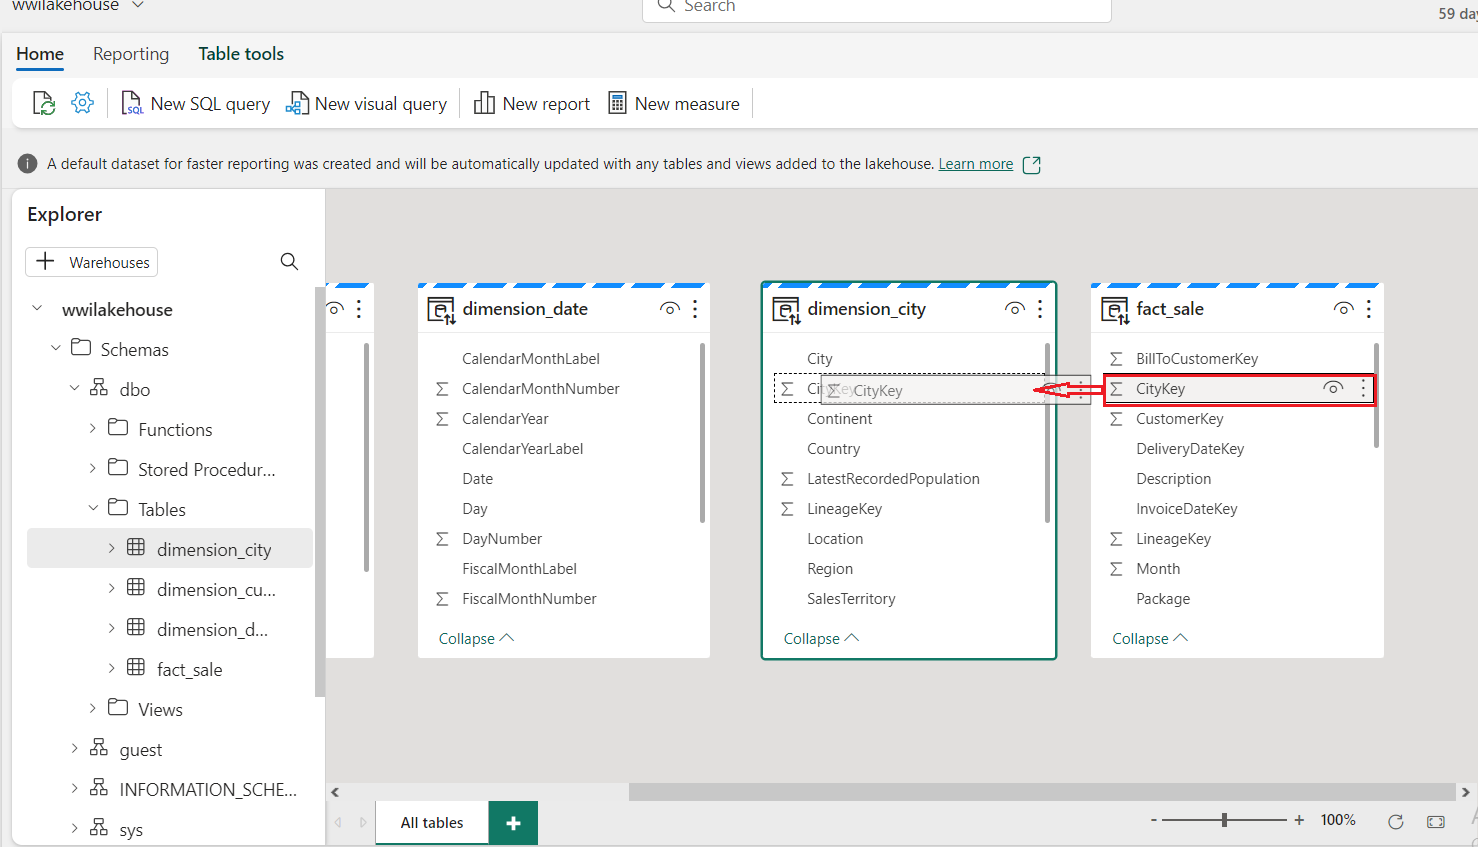 wwilakehouse
Search
59 day
Home
Reporting
Table tools
New SQL query
New visual query
New report
New measure
A default dataset for faster reporting was created and will be automatically updated with any tables and views added to the lakehouse. Learn more
Explorer
Warehouses
wwilakehouse
Schemas
dbo
Functions
Stored Procedur...
Tables
dimension_city
dimension_cu...
dimension_d...
fact_sale
Views
guest
INFORMATION_SCHE...
sys
dimension_date
CalendarMonthLabel
CalendarMonthNumber
CalendarYear
CalendarYearLabel
Date
Day
DayNumber
FiscalMonthLabel
FiscalMonthNumber
Collapse
dimension_city
City
CityKey
CityKey
Continent
Country
LatestRecordedPopulation
LineageKey
Location
Region
SalesTerritory
Collapse
fact_sale
BillToCustomerKey
CityKey
CustomerKey
DeliveryDateKey
Description
InvoiceDateKey
LineageKey
Month
Package
Collapse
All tables
- + 100%